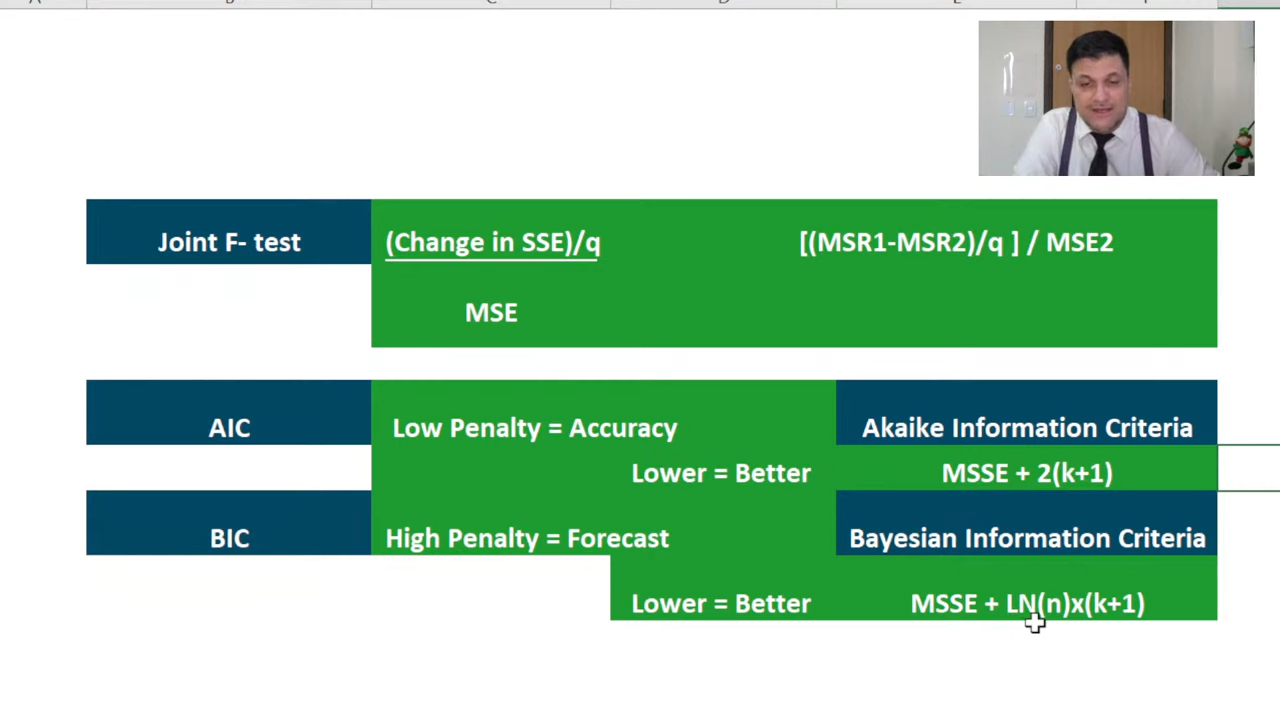 Joint F- test
(Change in SSE)/q
[(MSR1-MSR2)/q ] / MSE2
MSE
AIC
Low Penalty = Accuracy
Akaike Information Criteria
Lower = Better
MSSE + 2(k+1)
BIC
High Penalty = Forecast
Bayesian Information Criteria
Lower = Better
MSSE + LN(n)x(k+1)